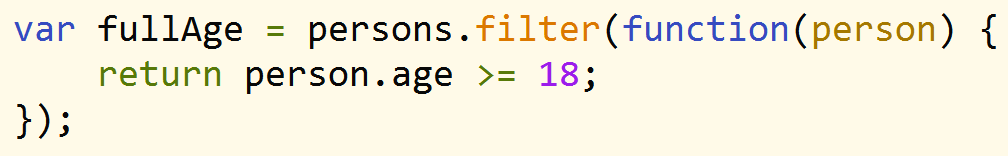 var fullAge = persons.filter(function(person) {
    return person.age >= 18;
});